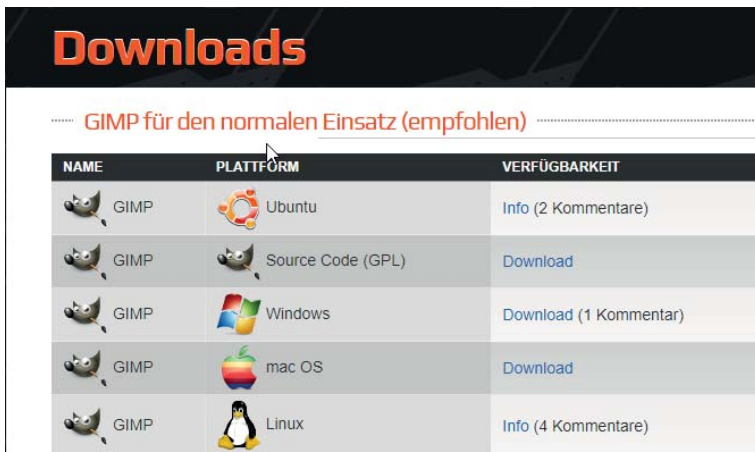 Downloads
GIMP für den normalen Einsatz (empfohlen)
NAME PLATTFORM VERFÜGBARKEIT
GIMP Ubuntu Info (2 Kommentare)
GIMP Source Code (GPL) Download
GIMP Windows Download (1 Kommentar)
GIMP mac OS Download
GIMP Linux Info (4 Kommentare)